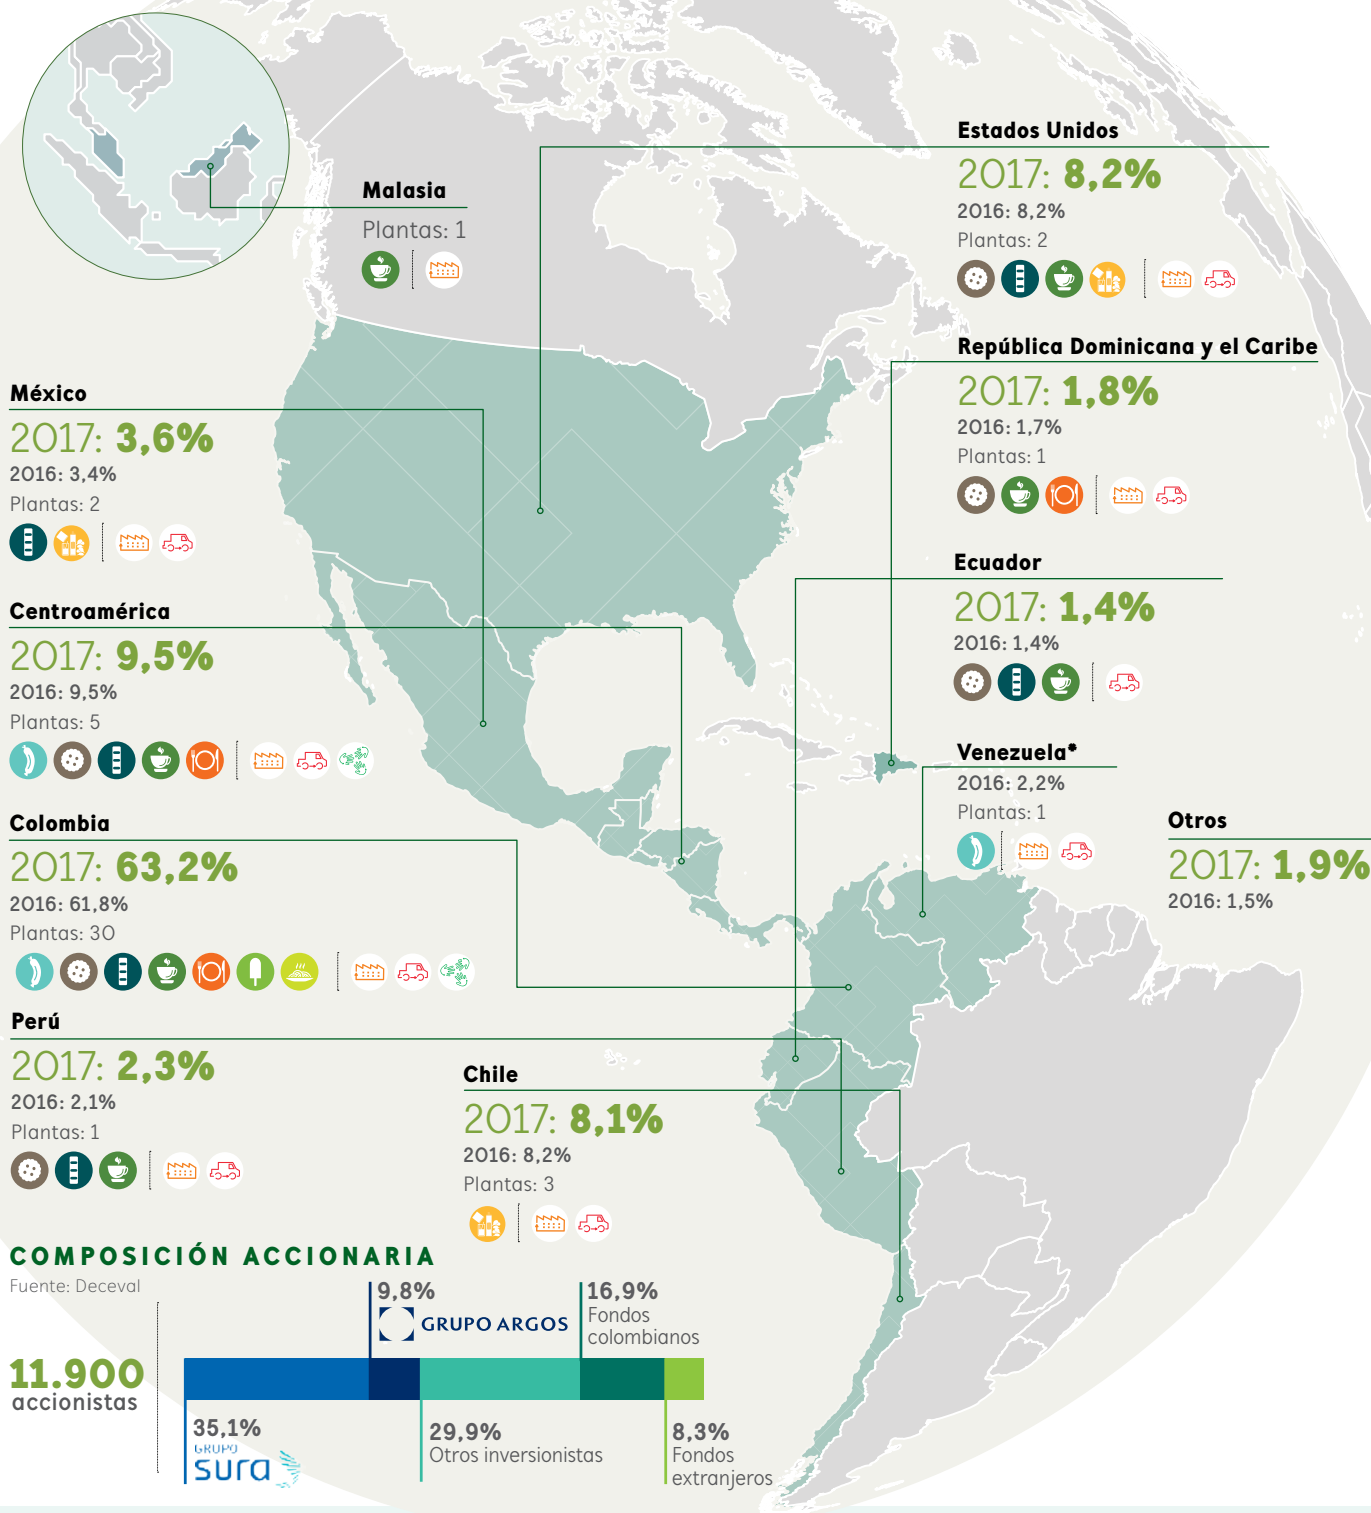 Malasia
Plantas: 1
Estados Unidos
2017: 8,2%
2016: 8,2%
Plantas: 2
República Dominicana y el Caribe
2017: 1,8%
2016: 1,7%
Plantas: 1
México
2017: 3,6%
2016: 3,4%
Plantas: 2
Ecuador
2017: 1,4%
2016: 1,4%
Centroamérica
2017: 9,5%
2016: 9,5%
Plantas: 5
Venezuela*
2016: 2,2%
Plantas: 1
Otros
2017: 1,9%
2016: 1,5%
Colombia
2017: 63,2%
2016: 61,8%
Plantas: 30
Perú
2017: 2,3%
2016: 2,1%
Plantas: 1
Chile
2017: 8,1%
2016: 8,2%
Plantas: 3
COMPOSICIÓN ACCIONARIA
Fuente: Deceval
11.900
accionistas
9,8%
GRUPO ARGOS
16,9%
Fondos
colombianos
35,1%
GRUPO
sura
29,9%
Otros inversionistas
8,3%
Fondos
extranjeros